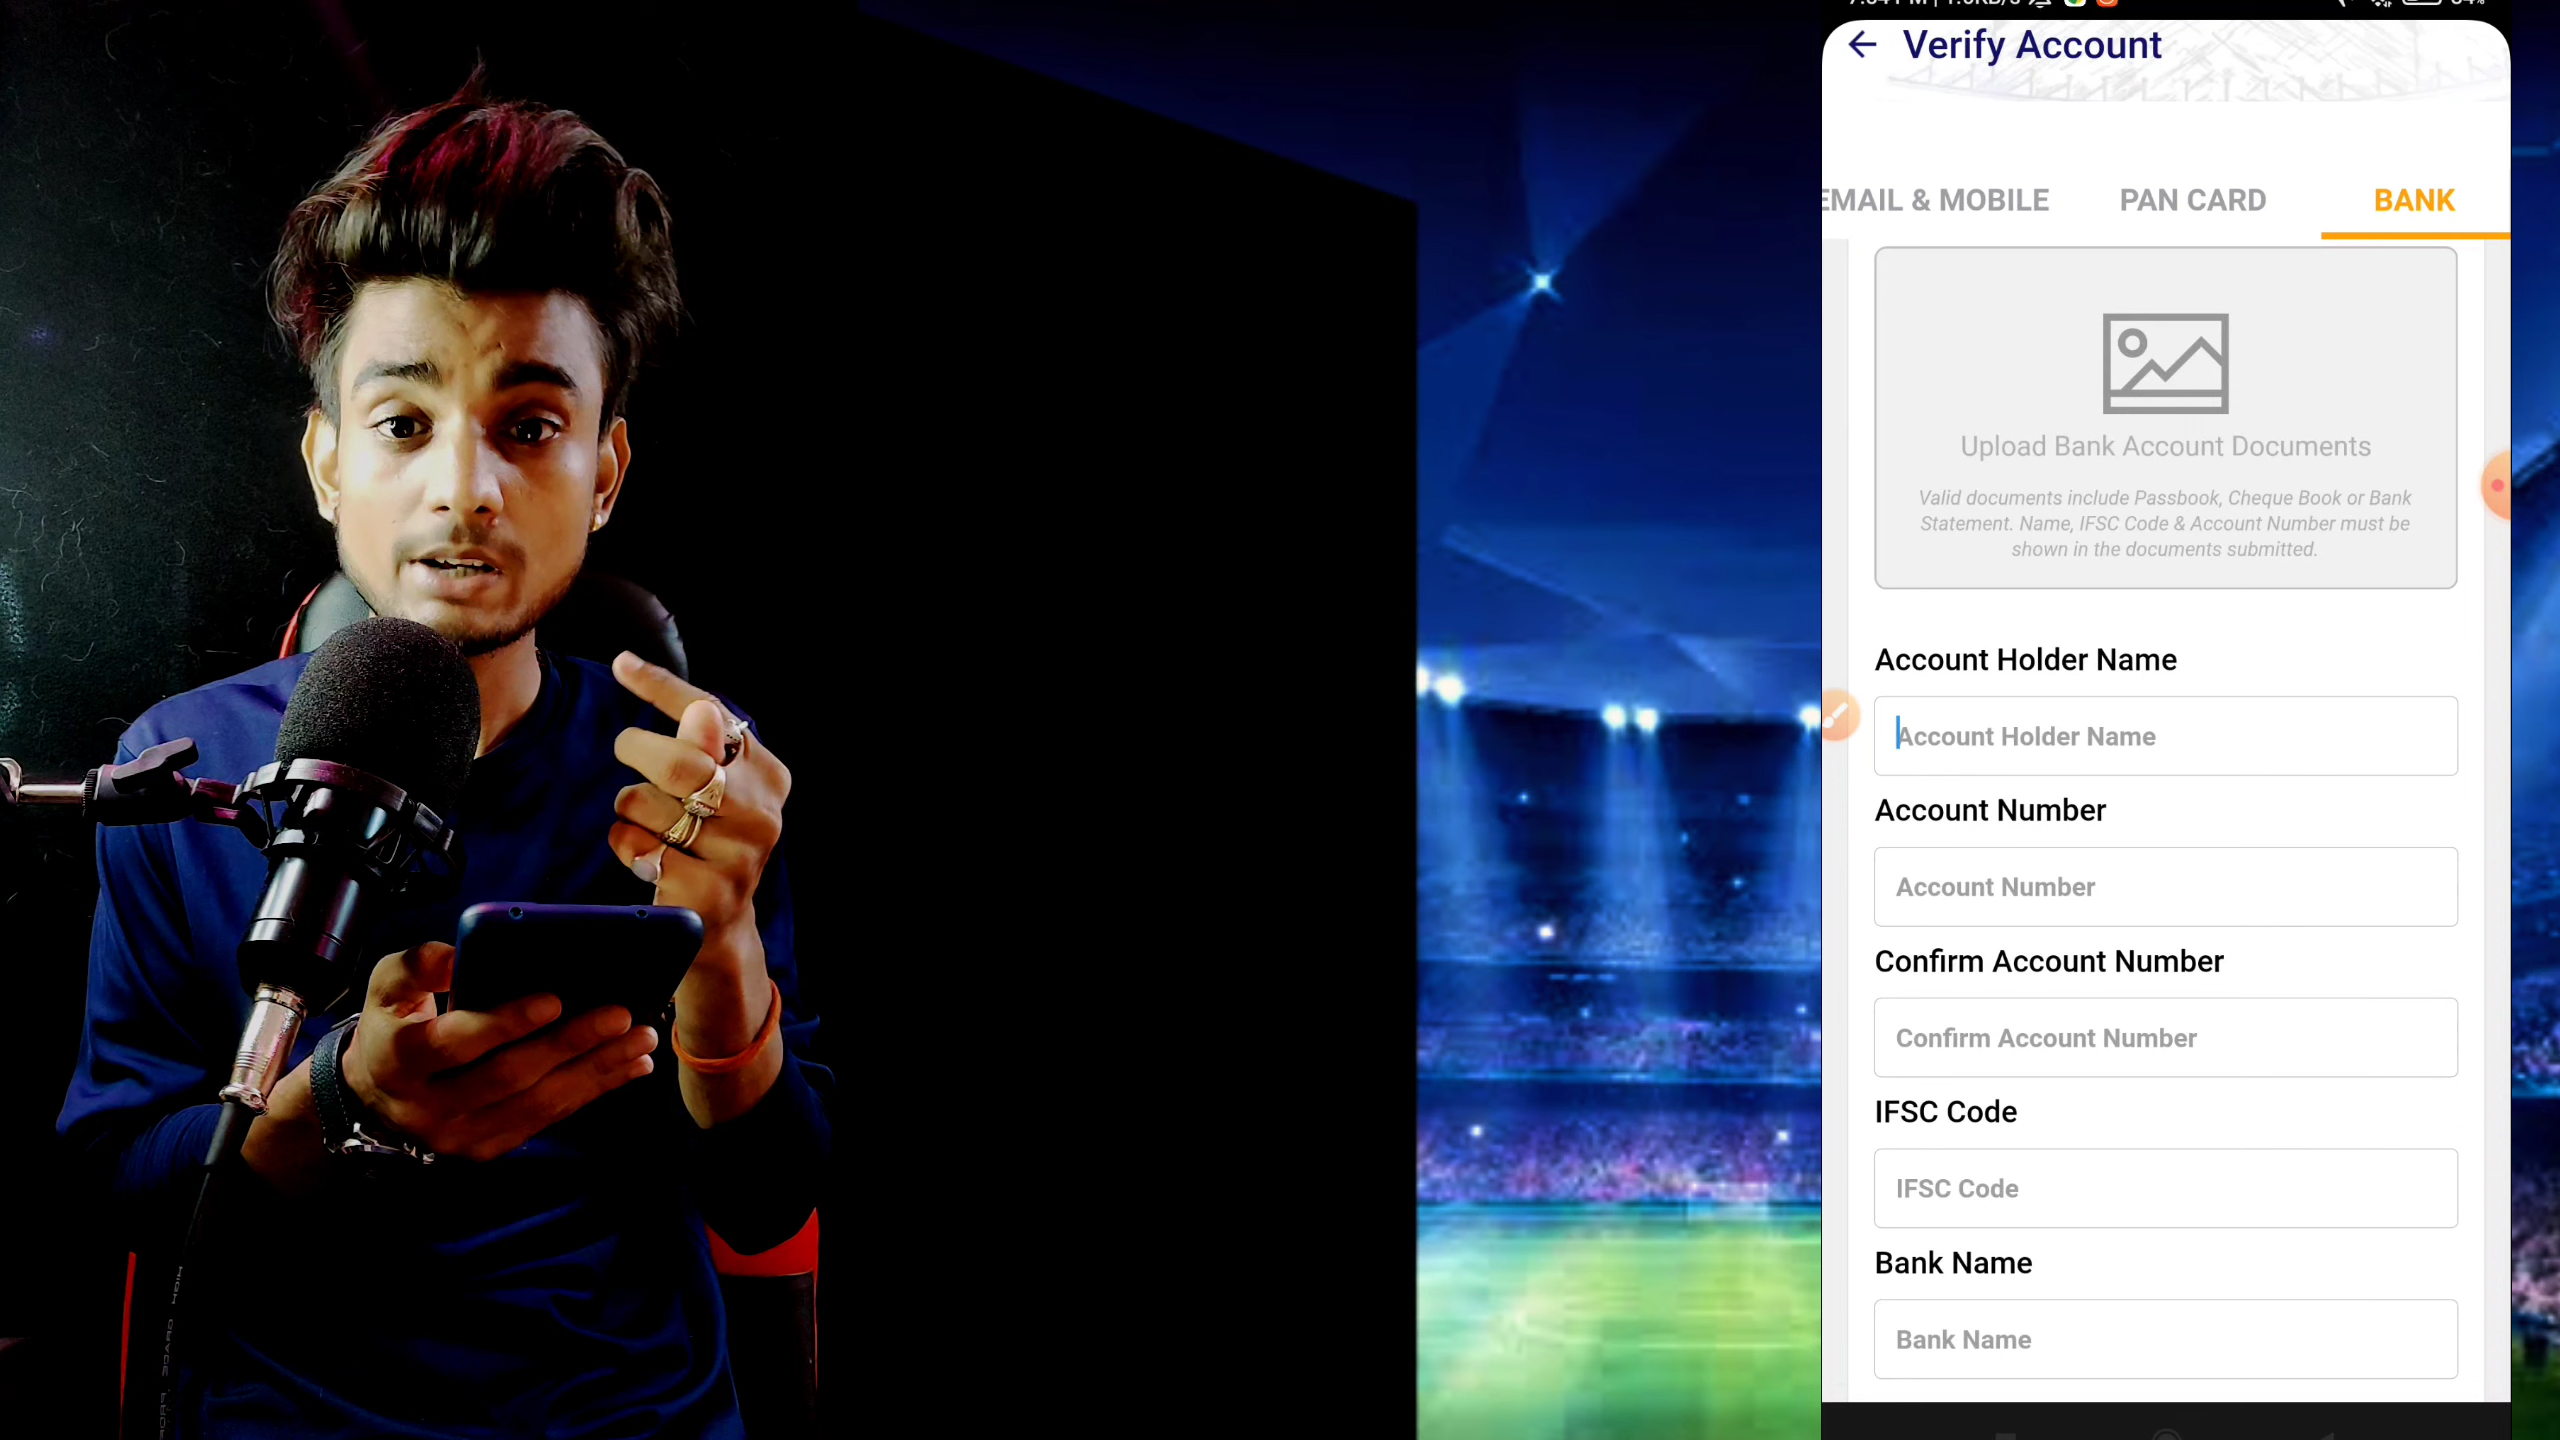 Verify Account
EMAIL & MOBILE PAN CARD BANK
Upload Bank Account Documents
Valid documents include Passbook, Cheque Book or Bank
Statement. Name, IFSC Code & Account Number must be
shown in the documents submitted.
Account Holder Name
Account Holder Name
Account Number
Account Number
Confirm Account Number
Confirm Account Number
IFSC Code
IFSC Code
Bank Name
Bank Name